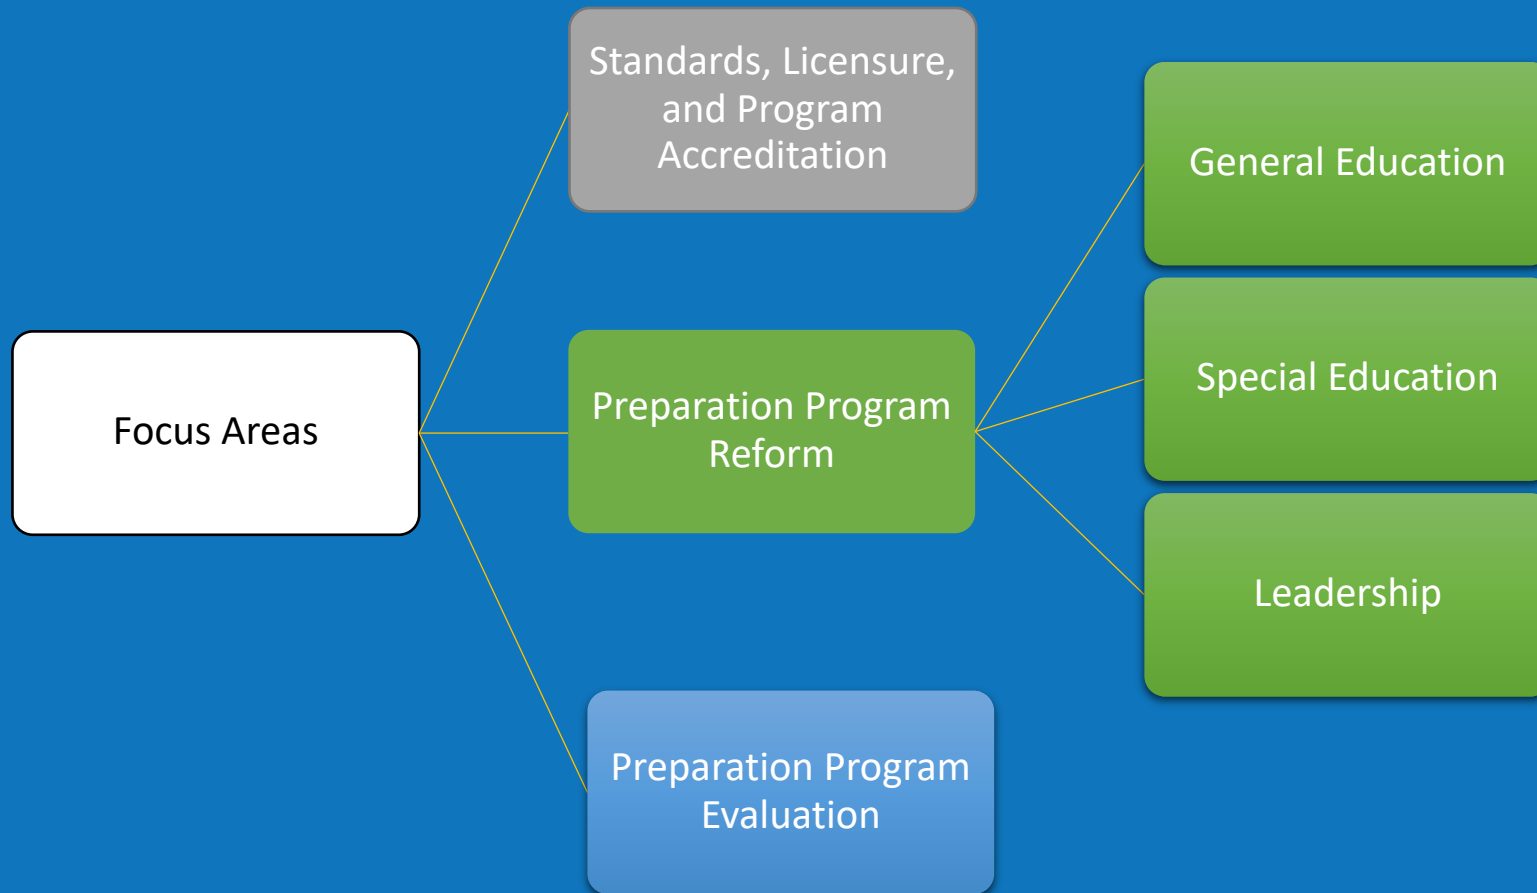 Focus Areas
Standards, Licensure,
and Program
Accreditation
Preparation Program
Reform
General Education
Special Education
Leadership
Preparation Program
Evaluation